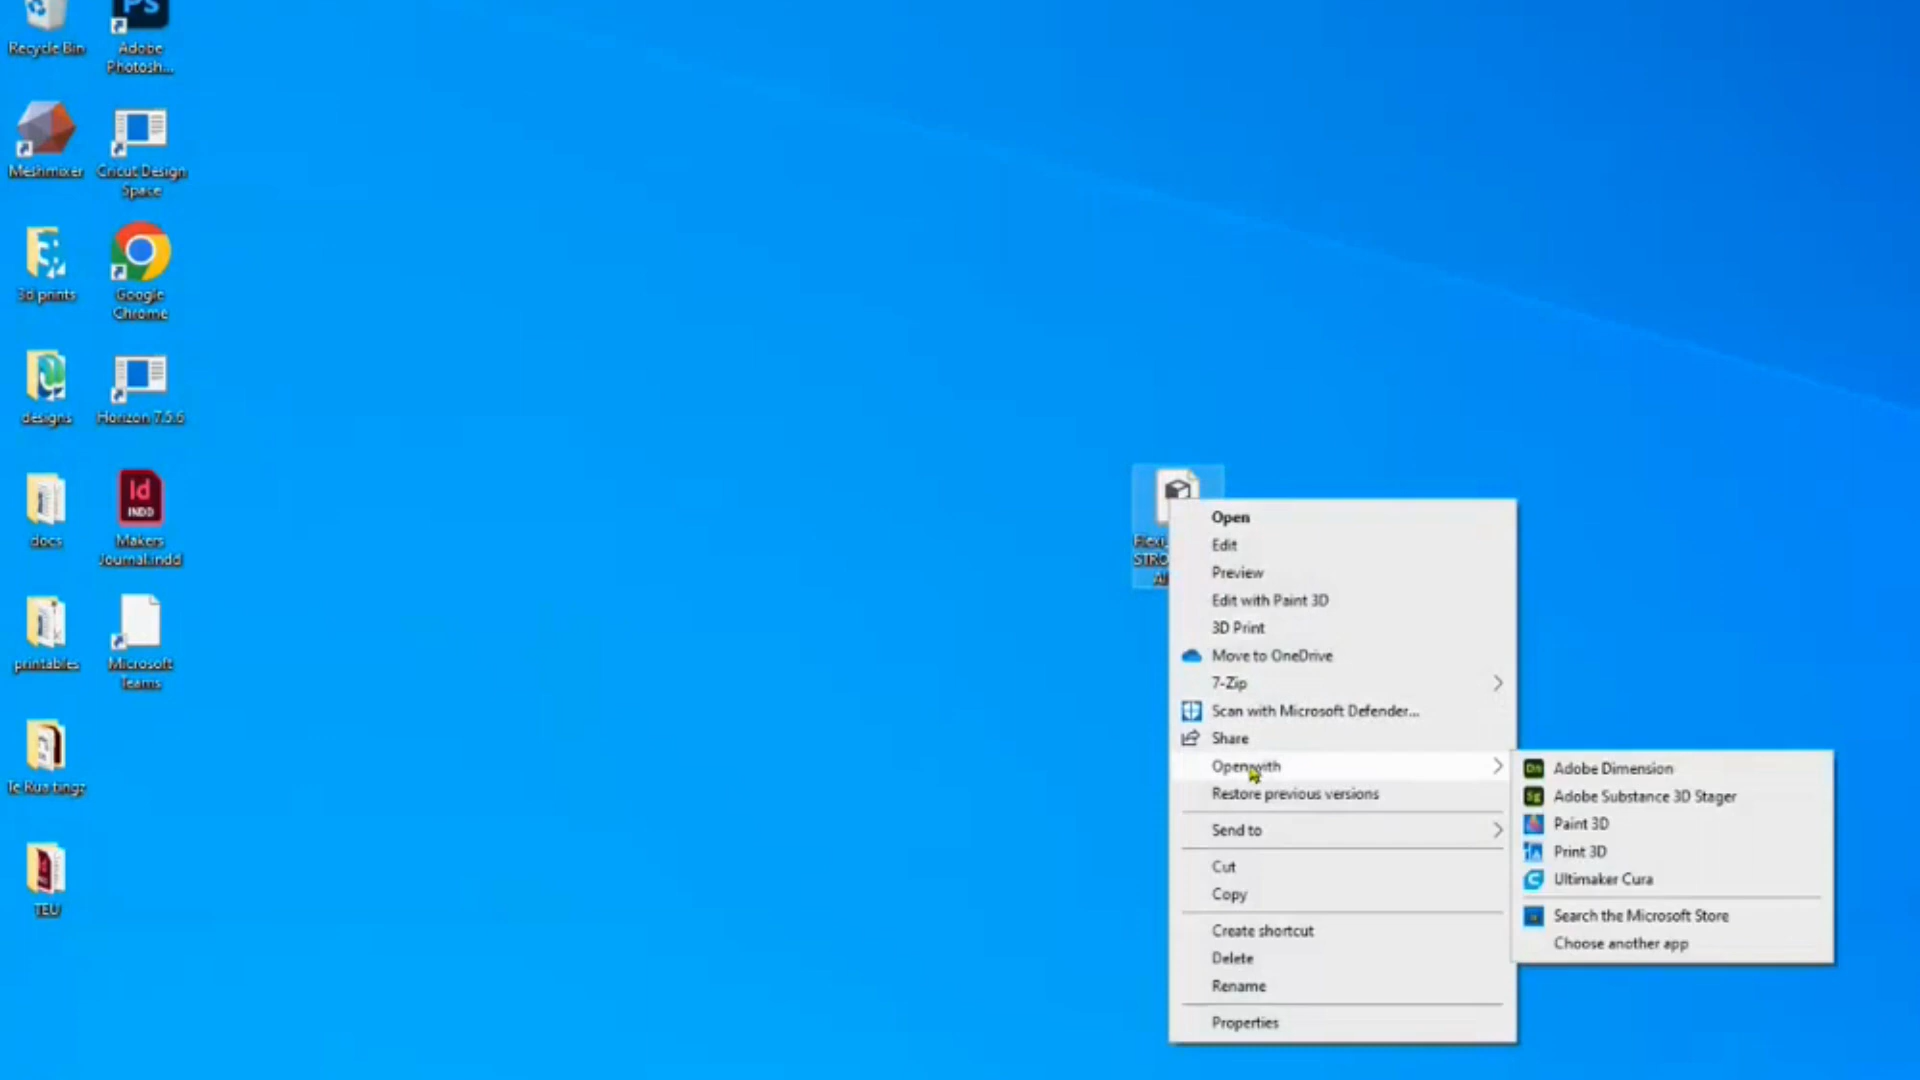 Recycle Bin
Adobe
Photosh...
Meshmixer
Cricut Design
Space
3d prints
Google
Chrome
designs
Horizon 7.5.6
docs
Id
INDD
Makers
Journal.indd
printables
Microsoft
Teams
TEU
Open
Edit
Preview
Edit with Paint 3D
3D Print
Move to OneDrive
7-Zip
Scan with Microsoft Defender...
Share
Open with
Restore previous versions
Send to
Cut
Copy
Create shortcut
Delete
Rename
Properties
Dn Adobe Dimension
Sg Adobe Substance 3D Stager
Paint 3D
Print 3D
Ultimaker Cura
Search the Microsoft Store
Choose another app